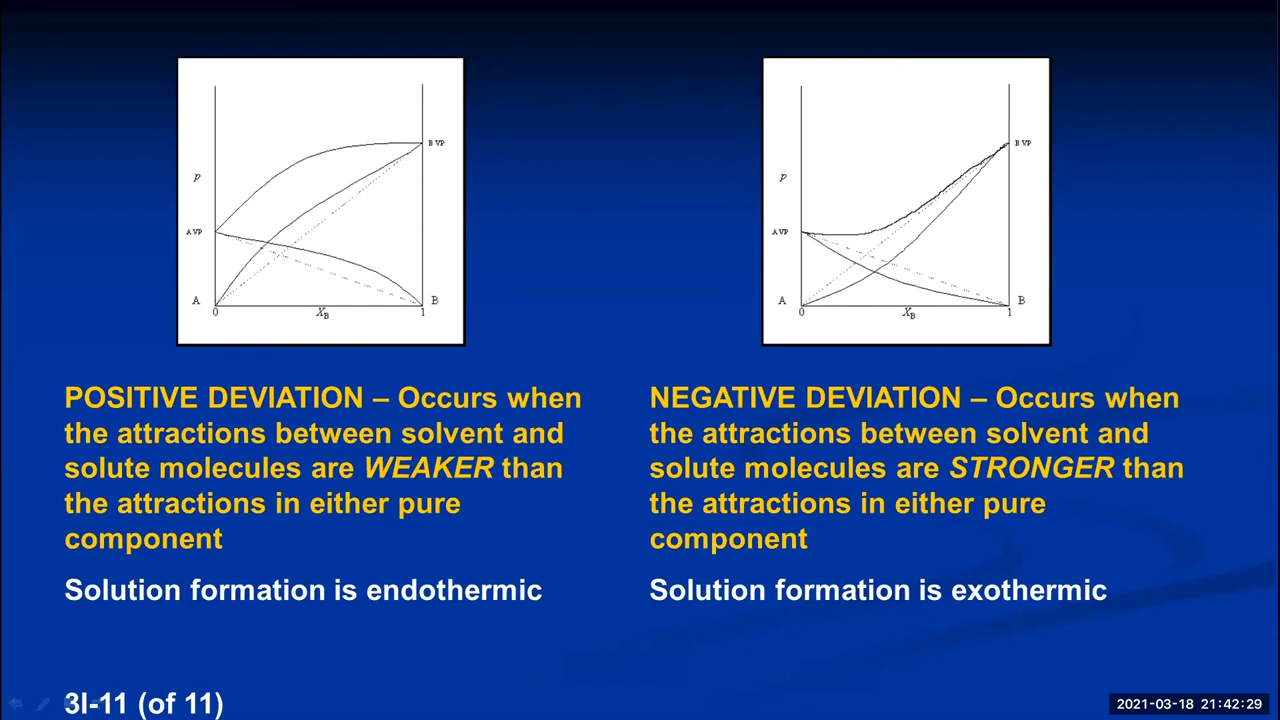 B VP
p
A VP
A
B
0
XB
1
B VP
p
A VP
A
B
0
XB
1
POSITIVE DEVIATION – Occurs when
the attractions between solvent and
solute molecules are WEAKER than
the attractions in either pure
component
Solution formation is endothermic
NEGATIVE DEVIATION – Occurs when
the attractions between solvent and
solute molecules are STRONGER than
the attractions in either pure
component
Solution formation is exothermic
3I-11 (of 11)
2021-03-18 21:42:29